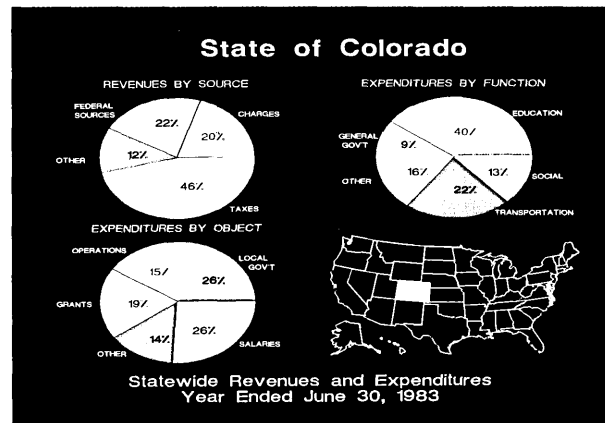 State of Colorado
REVENUES BY SOURCE
FEDERAL
SOURCES
22%
CHARGES
20%
OTHER
12%
46%
TAXES
EXPENDITURES BY FUNCTION
EDUCATION
40%
GENERAL
GOV'T
9%
OTHER
16%
13%
SOCIAL
22%
TRANSPORTATION
EXPENDITURES BY OBJECT
OPERATIONS
15%
LOCAL
GOV'T
26%
GRANTS
19%
OTHER
14%
26%
SALARIES
Statewide Revenues and Expenditures
Year Ended June 30, 1983